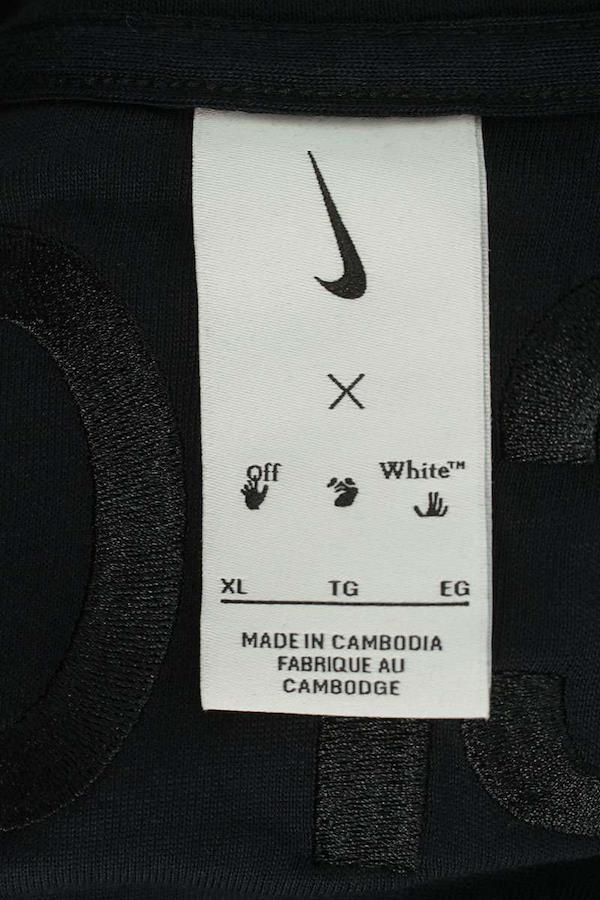 X
Off White™
XL TG EG
MADE IN CAMBODIA
FABRIQUE AU
CAMBODGE